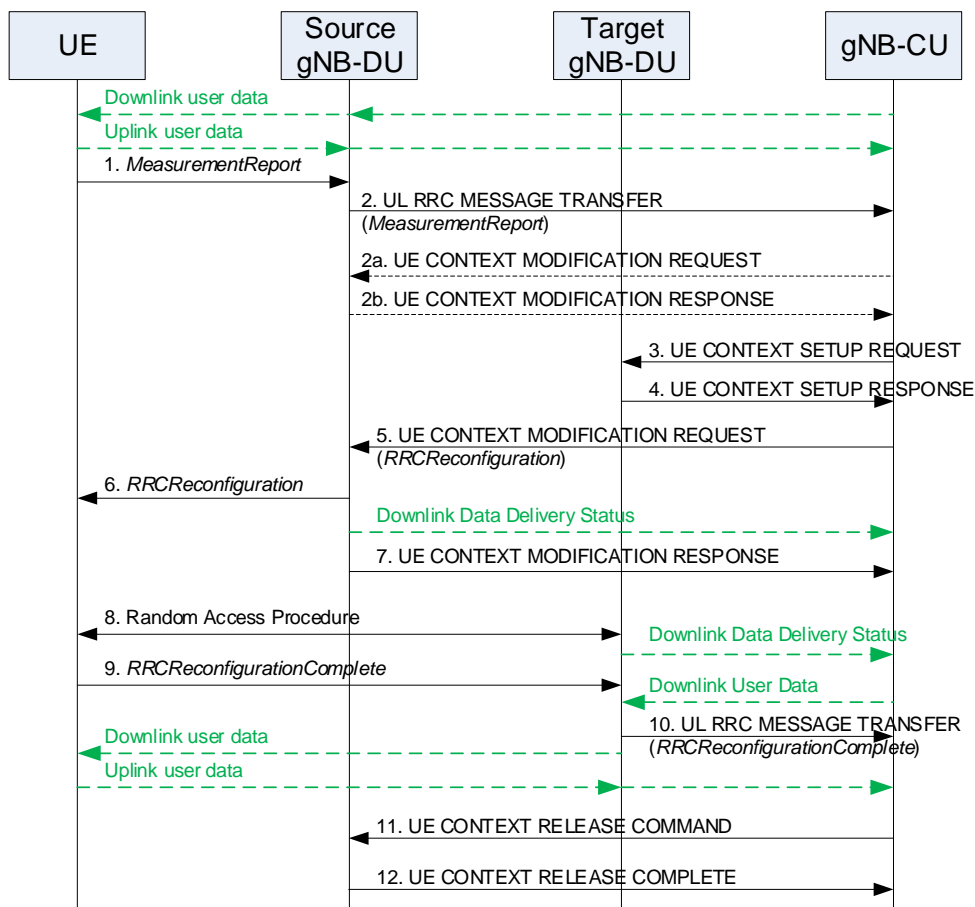 UE
Source
gNB-DU
Target
gNB-DU
gNB-CU
Downlink user data
Uplink user data
1. MeasurementReport
2. UL RRC MESSAGE TRANSFER
(MeasurementReport)
2a. UE CONTEXT MODIFICATION REQUEST
2b. UE CONTEXT MODIFICATION RESPONSE
3. UE CONTEXT SETUP REQUEST
4. UE CONTEXT SETUP RESPONSE
5. UE CONTEXT MODIFICATION REQUEST
(RRCReconfiguration)
6. RRCReconfiguration
Downlink Data Delivery Status
7. UE CONTEXT MODIFICATION RESPONSE
8. Random Access Procedure
Downlink Data Delivery Status
9. RRCReconfigurationComplete
Downlink User Data
10. UL RRC MESSAGE TRANSFER
(RRCReconfigurationComplete)
Downlink user data
Uplink user data
11. UE CONTEXT RELEASE COMMAND
12. UE CONTEXT RELEASE COMPLETE